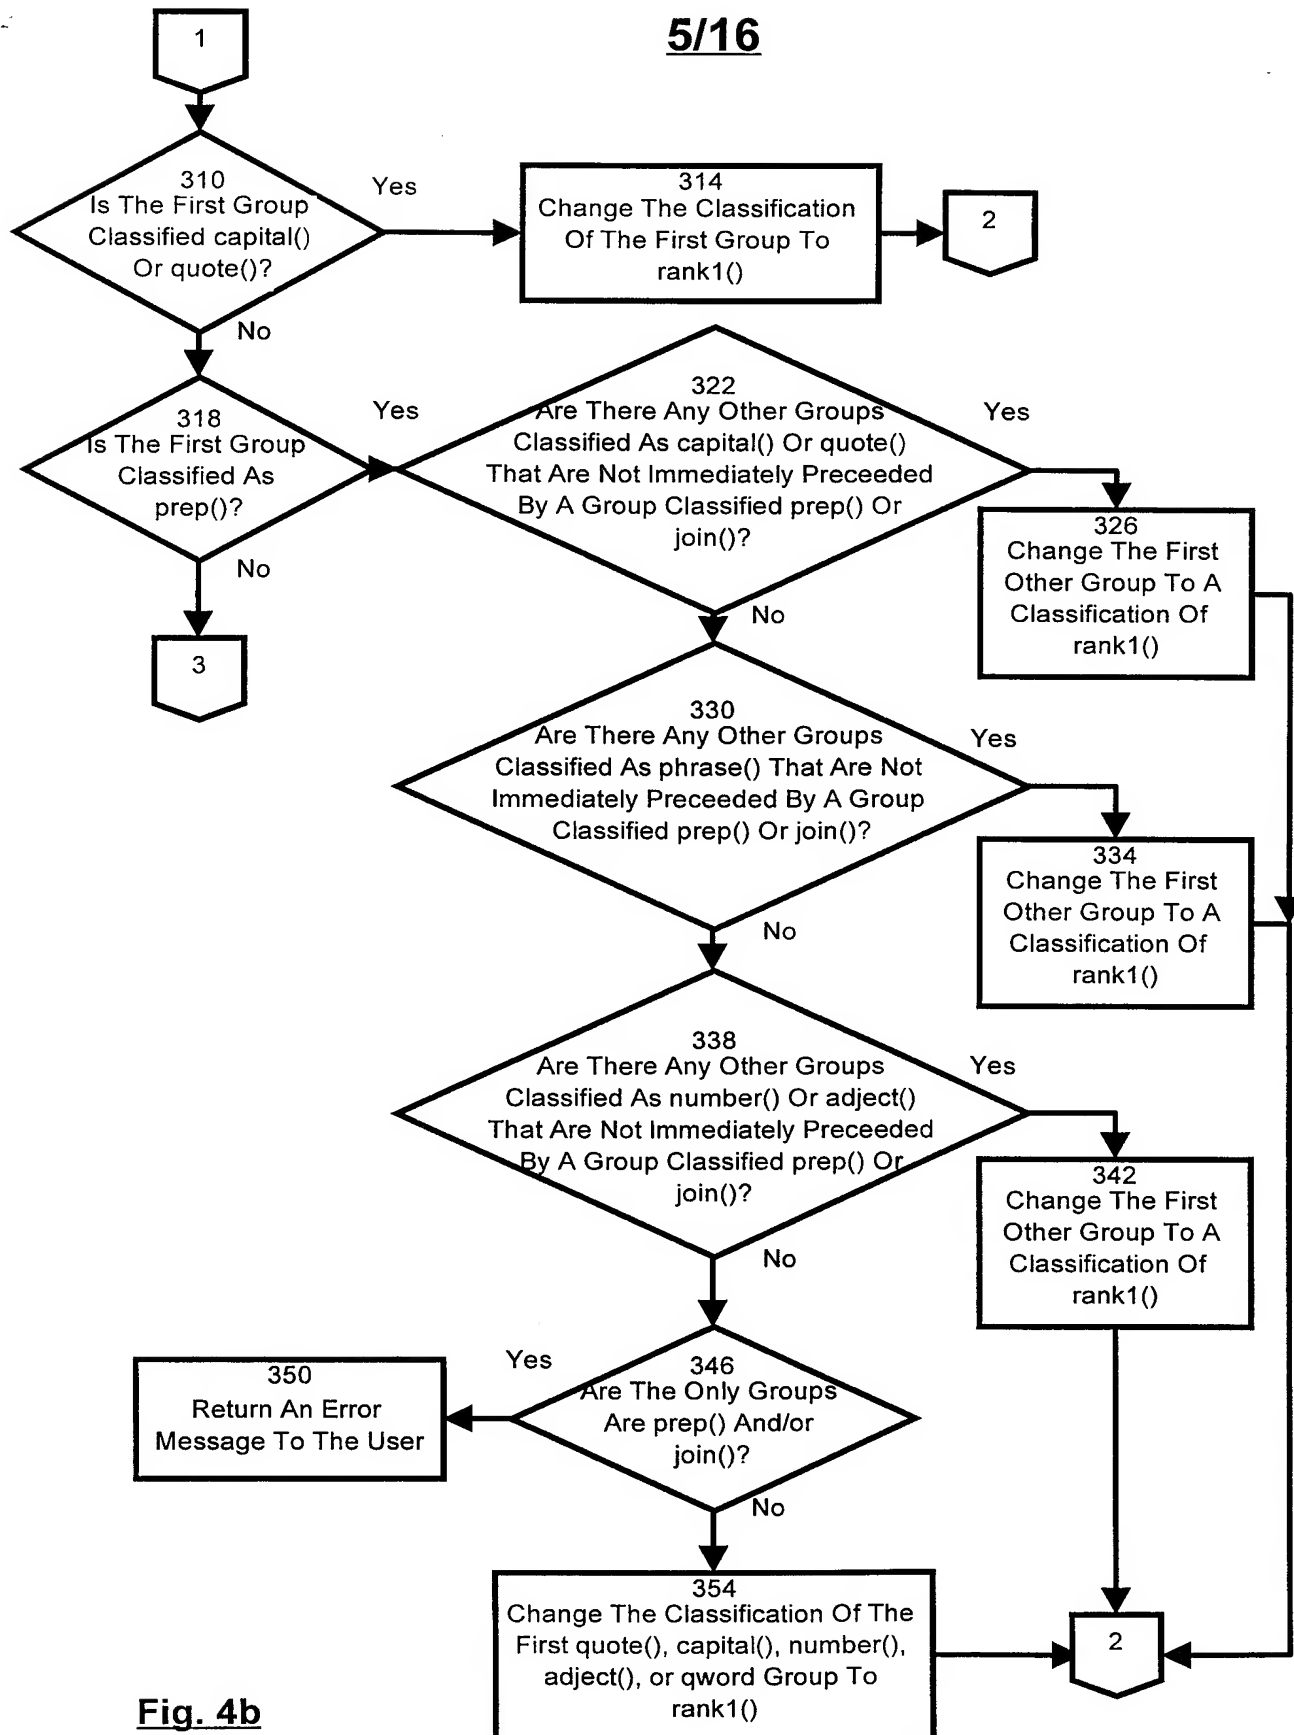 5/16
1
310
Is The First Group
Classified capital()
Or quote()?
Yes
314
Change The Classification
Of The First Group To
rank1()
2
No
318
Is The First Group
Classified As
prep()?
Yes
322
Are There Any Other Groups
Classified As capital() Or quote()
That Are Not Immediately Preceeded
By A Group Classified prep() Or
join()?
Yes
326
Change The First
Other Group To A
Classification Of
rank1()
No
3
No
330
Are There Any Other Groups
Classified As phrase() That Are Not
Immediately Preceeded By A Group
Classified prep() Or join()?
Yes
334
Change The First
Other Group To A
Classification Of
rank1()
No
338
Are There Any Other Groups
Classified As number() Or adject()
That Are Not Immediately Preceeded
By A Group Classified prep() Or
join()?
Yes
342
Change The First
Other Group To A
Classification Of
rank1()
No
346
Are The Only Groups
Are prep() And/or
join()?
Yes
350
Return An Error
Message To The User
No
354
Change The Classification Of The
First quote(), capital(), number(),
adject(), or qword Group To
rank1()
2
Fig. 4b